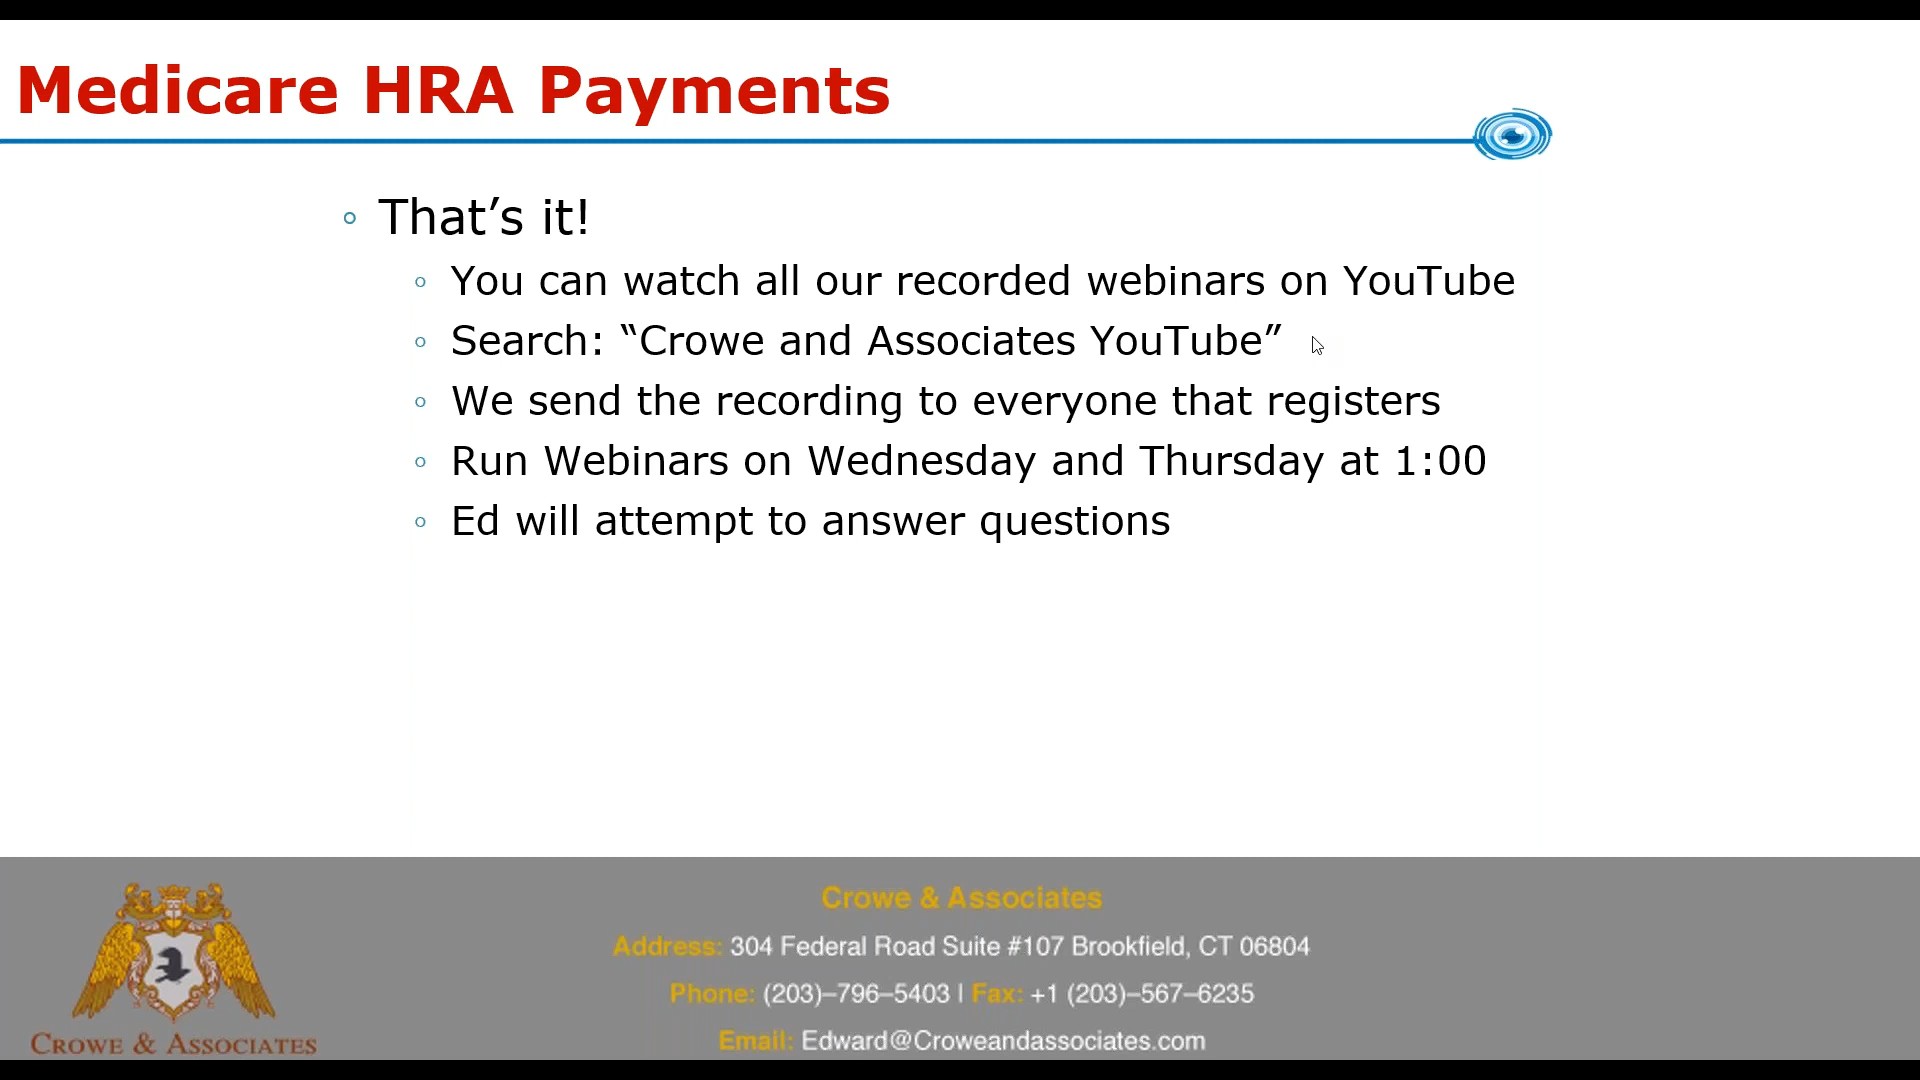 Medicare HRA Payments
That’s it!
You can watch all our recorded webinars on YouTube
Search: “Crowe and Associates YouTube”
We send the recording to everyone that registers
Run Webinars on Wednesday and Thursday at 1:00
Ed will attempt to answer questions
Crowe & Associates
Address: 304 Federal Road Suite #107 Brookfield, CT 06804
Phone: (203)–796–5403 | Fax: +1 (203)–567–6235
Email: Edward@Croweandassociates.com
CROWE & ASSOCIATES